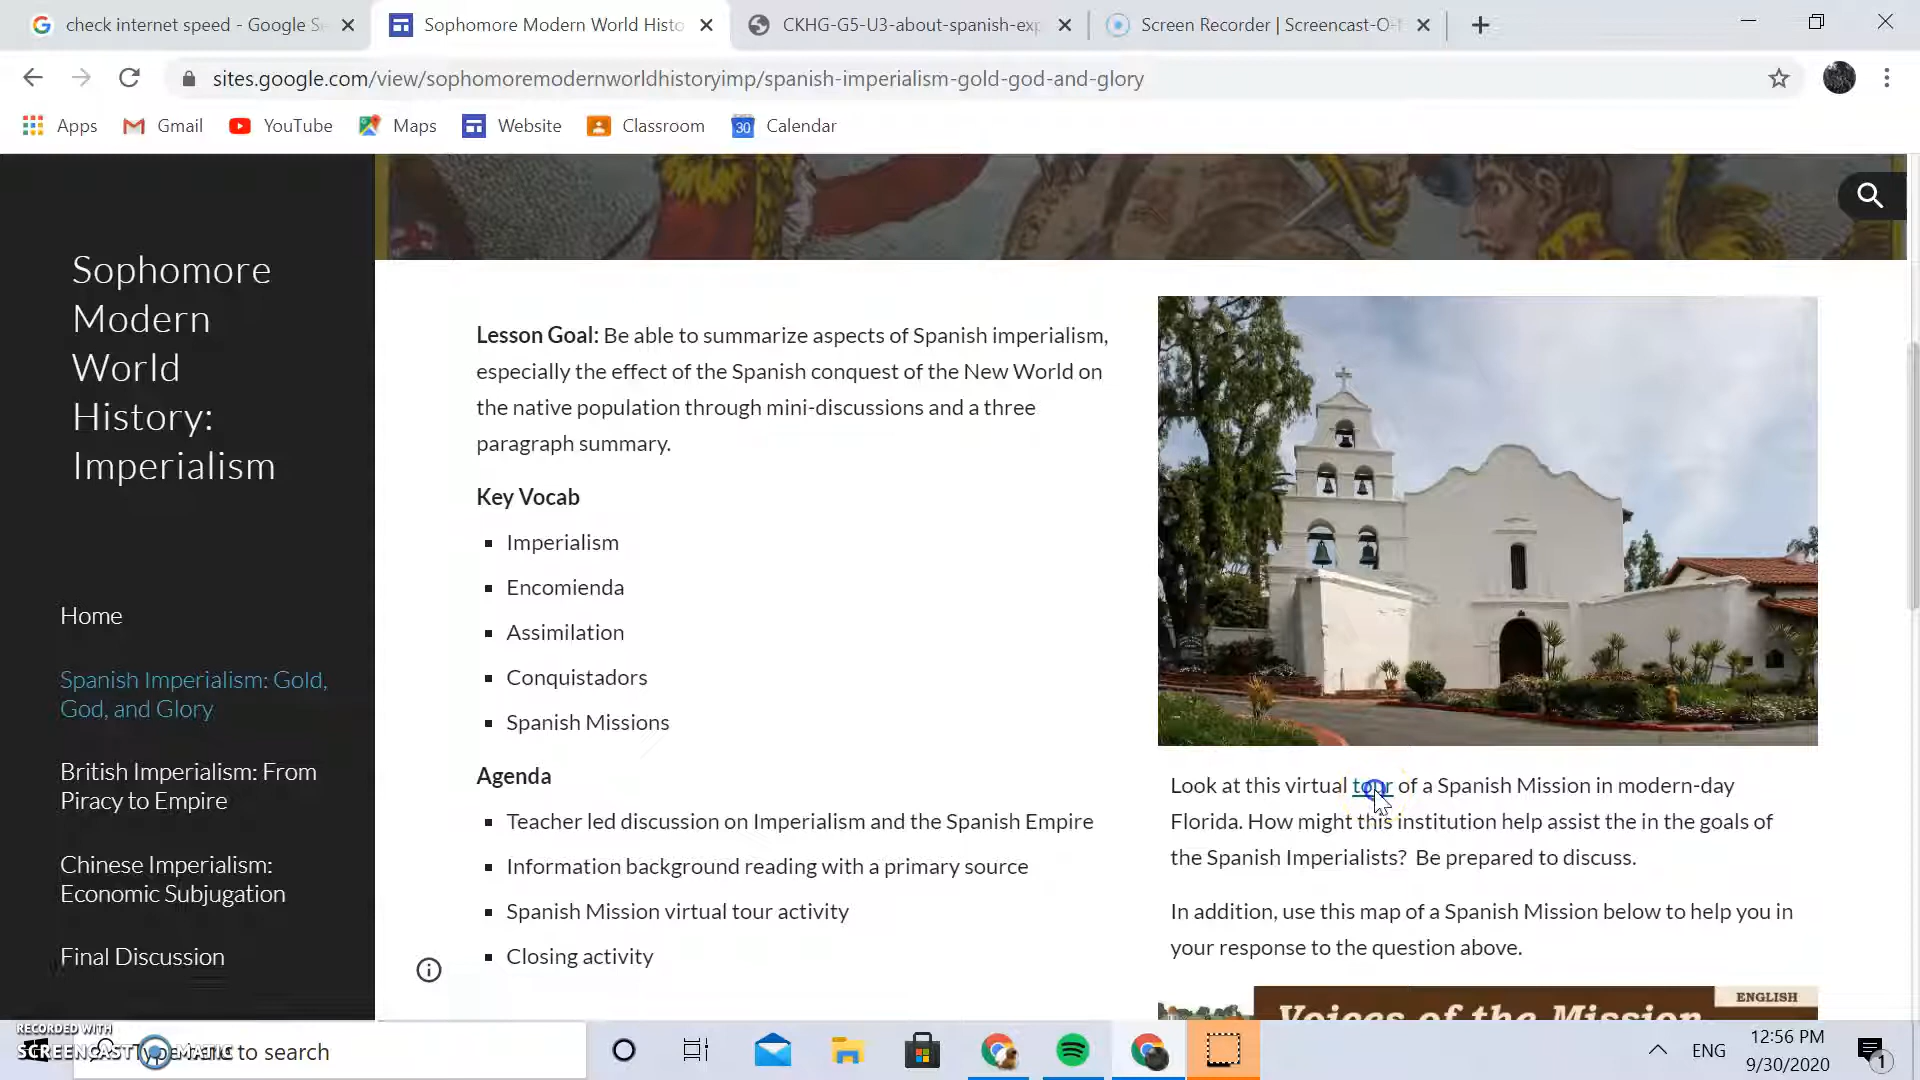 check internet speed - Google S
Sophomore Modern World Histo
CKHG-G5-U3-about-spanish-exp
Screen Recorder | Screencast-O-
sites.google.com/view/sophomoremodernworldhistoryimp/spanish-imperialism-gold-god-and-glory
Apps
Gmail
YouTube
Maps
Website
Classroom
30
Calendar
Sophomore
Modern
World
History:
Imperialism
Home
Spanish Imperialism: Gold,
God, and Glory
British Imperialism: From
Piracy to Empire
Chinese Imperialism:
Economic Subjugation
Final Discussion
Lesson Goal: Be able to summarize aspects of Spanish imperialism,
especially the effect of the Spanish conquest of the New World on
the native population through mini-discussions and a three
paragraph summary.
Key Vocab
Imperialism
Encomienda
Assimilation
Conquistadors
Spanish Missions
Agenda
Teacher led discussion on Imperialism and the Spanish Empire
Information background reading with a primary source
Spanish Mission virtual tour activity
Closing activity
Look at this virtual tour of a Spanish Mission in modern-day
Florida. How might this institution help assist the in the goals of
the Spanish Imperialists? Be prepared to discuss.
In addition, use this map of a Spanish Mission below to help you in
your response to the question above.
ENGLISH
Voices of the Mission
RECORDED WITH
SCREENCAST MATIC
to search
ENG
12:56 PM
9/30/2020
1